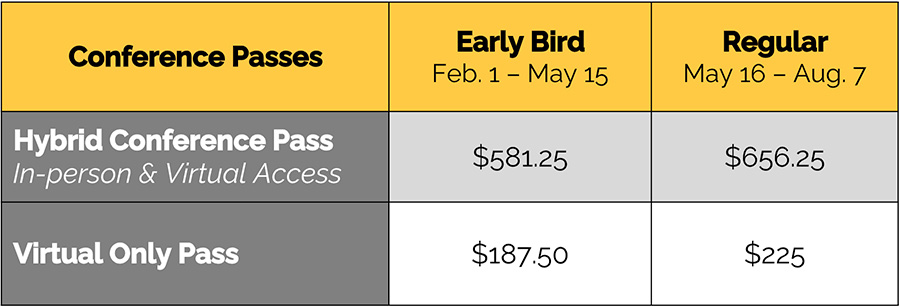 Conference Passes
Early Bird
Feb. 1 – May 15
Regular
May 16 – Aug. 7
Hybrid Conference Pass
In-person & Virtual Access
$581.25
$656.25
Virtual Only Pass
$187.50
$225